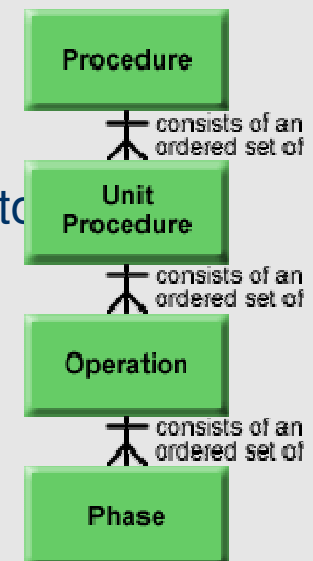 Procedure
consists of an
ordered set of
to
Unit
Procedure
consists of an
ordered set of
Operation
consists of an
ordered set of
Phase